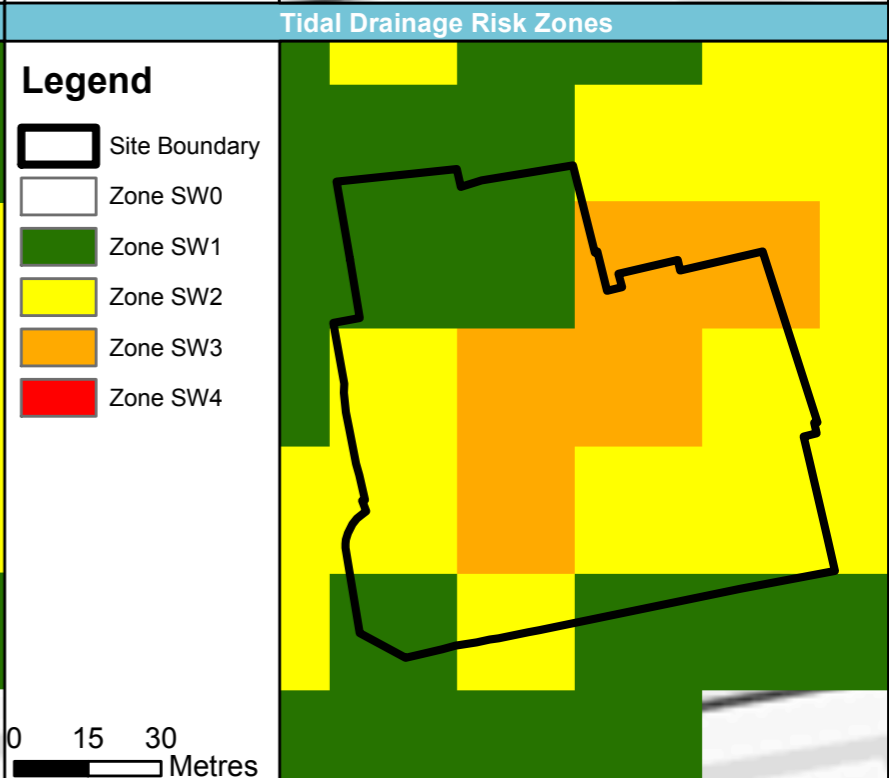 Tidal Drainage Risk Zones
Legend
Site Boundary
Zone SW0
Zone SW1
Zone SW2
Zone SW3
Zone SW4
0 15 30
Metres